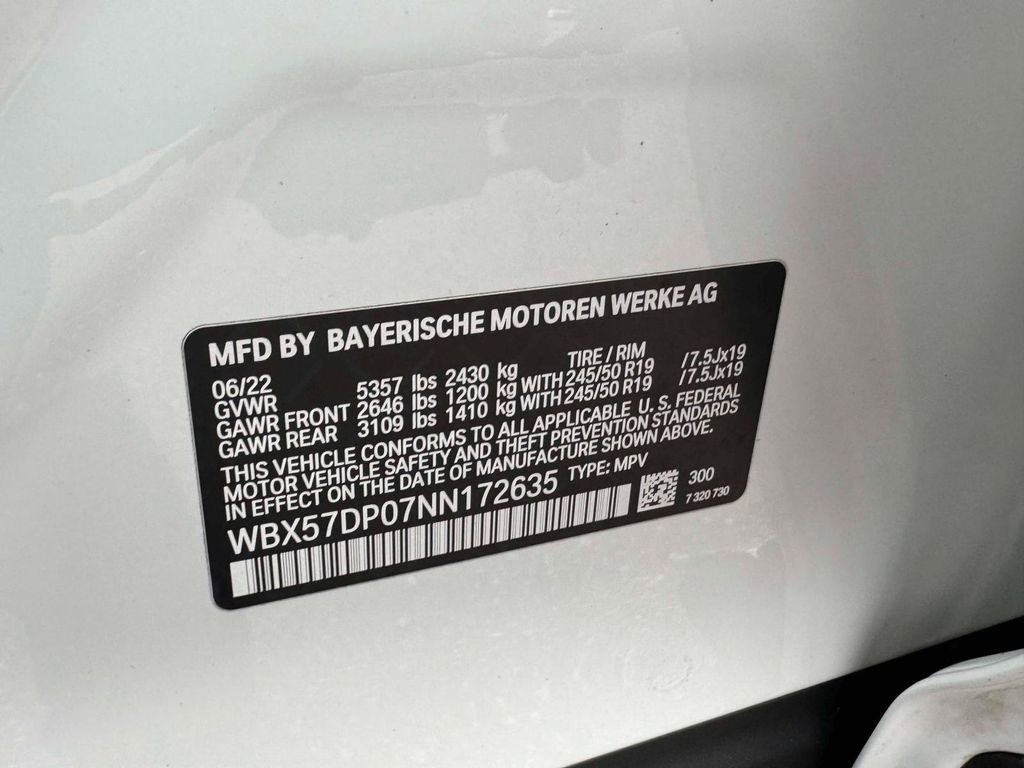 MFD BY BAYERISCHE MOTOREN WERKE AG
06/22 TIRE / RIM
GVWR 5357 lbs 2430 kg
GAWR FRONT 2646 lbs 1200 kg WITH 245/50 R19 /7.5Jx19
GAWR REAR 3109 lbs 1410 kg WITH 245/50 R19 /7.5Jx19
THIS VEHICLE CONFORMS TO ALL APPLICABLE U. S. FEDERAL
MOTOR VEHICLE SAFETY AND THEFT PREVENTION STANDARDS
IN EFFECT ON THE DATE OF MANUFACTURE SHOWN ABOVE.
WBX57DP07NN172635 TYPE: MPV
300
7 320 730